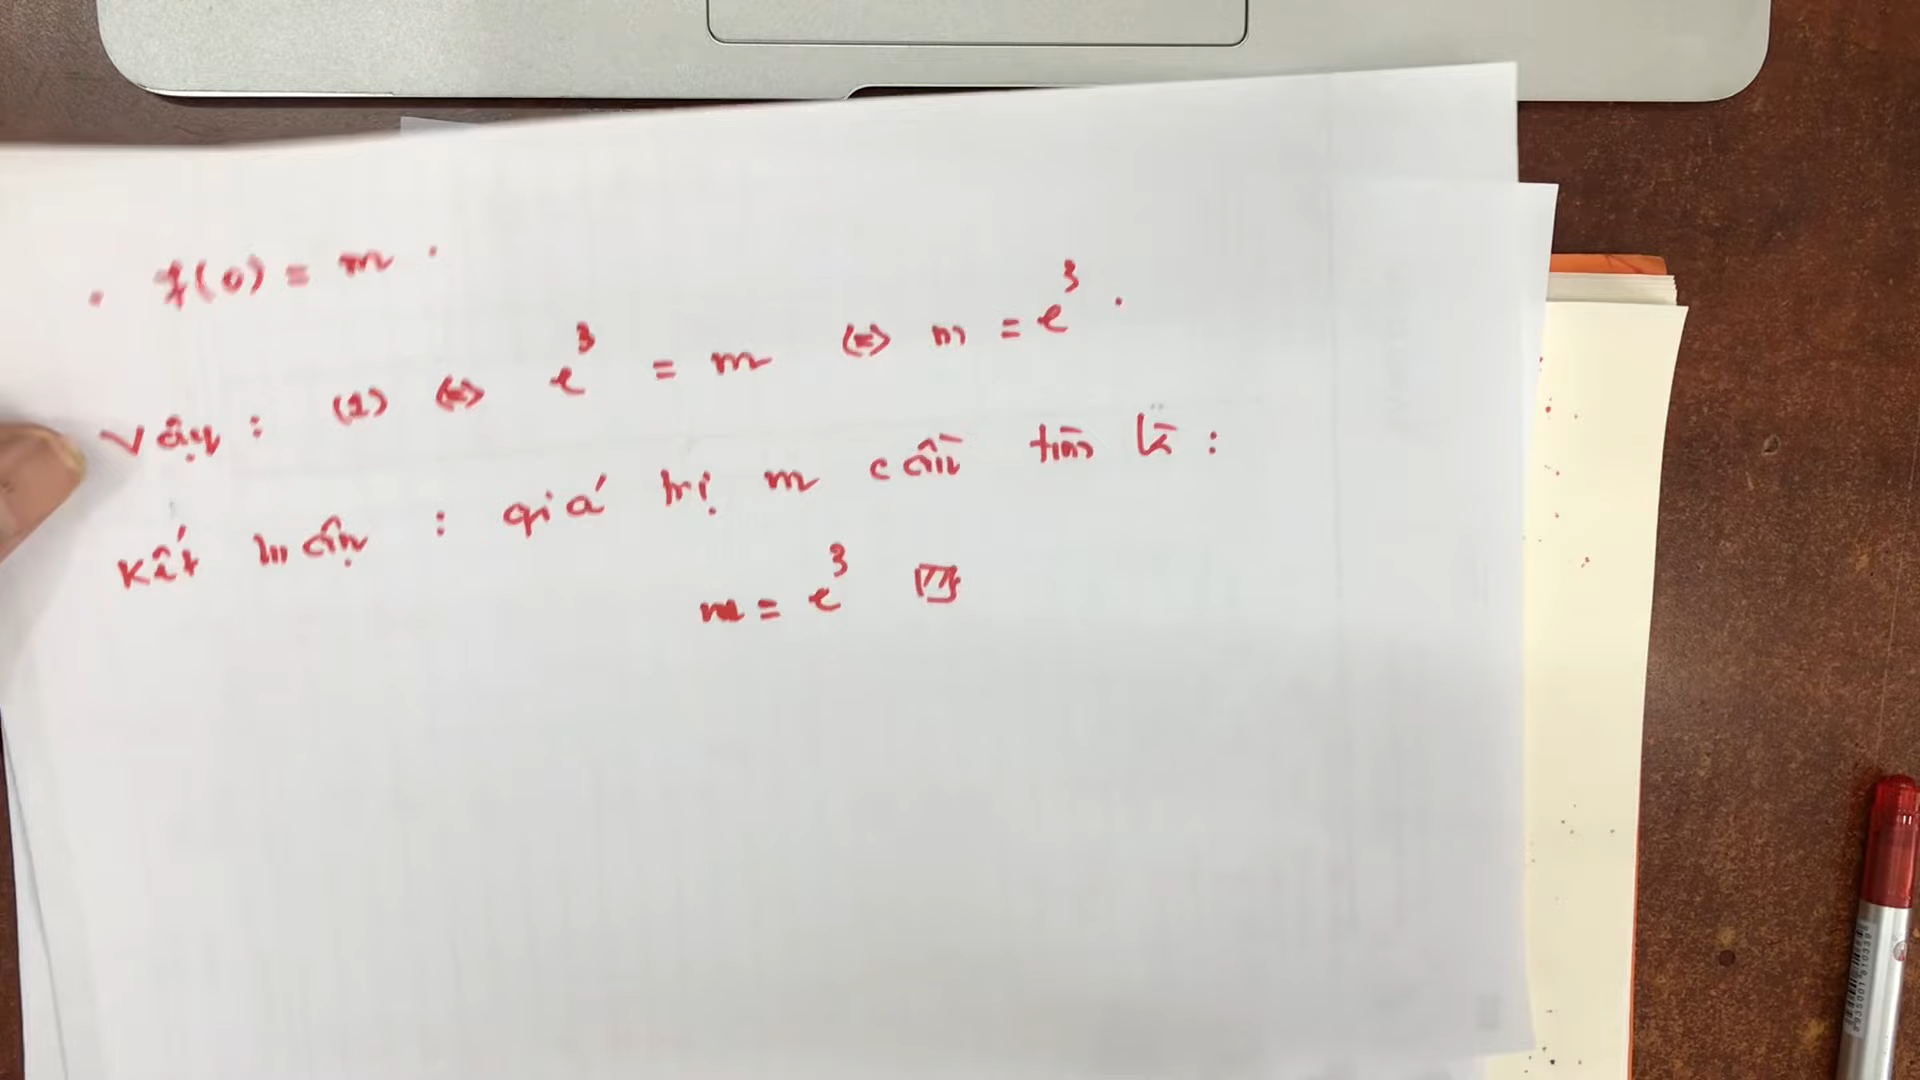 . f(0) = m .
Vậy : (1) <=> e³ = m <=> m = e³ .
Kết luận : giá trị m cần tìm là :
m = e³